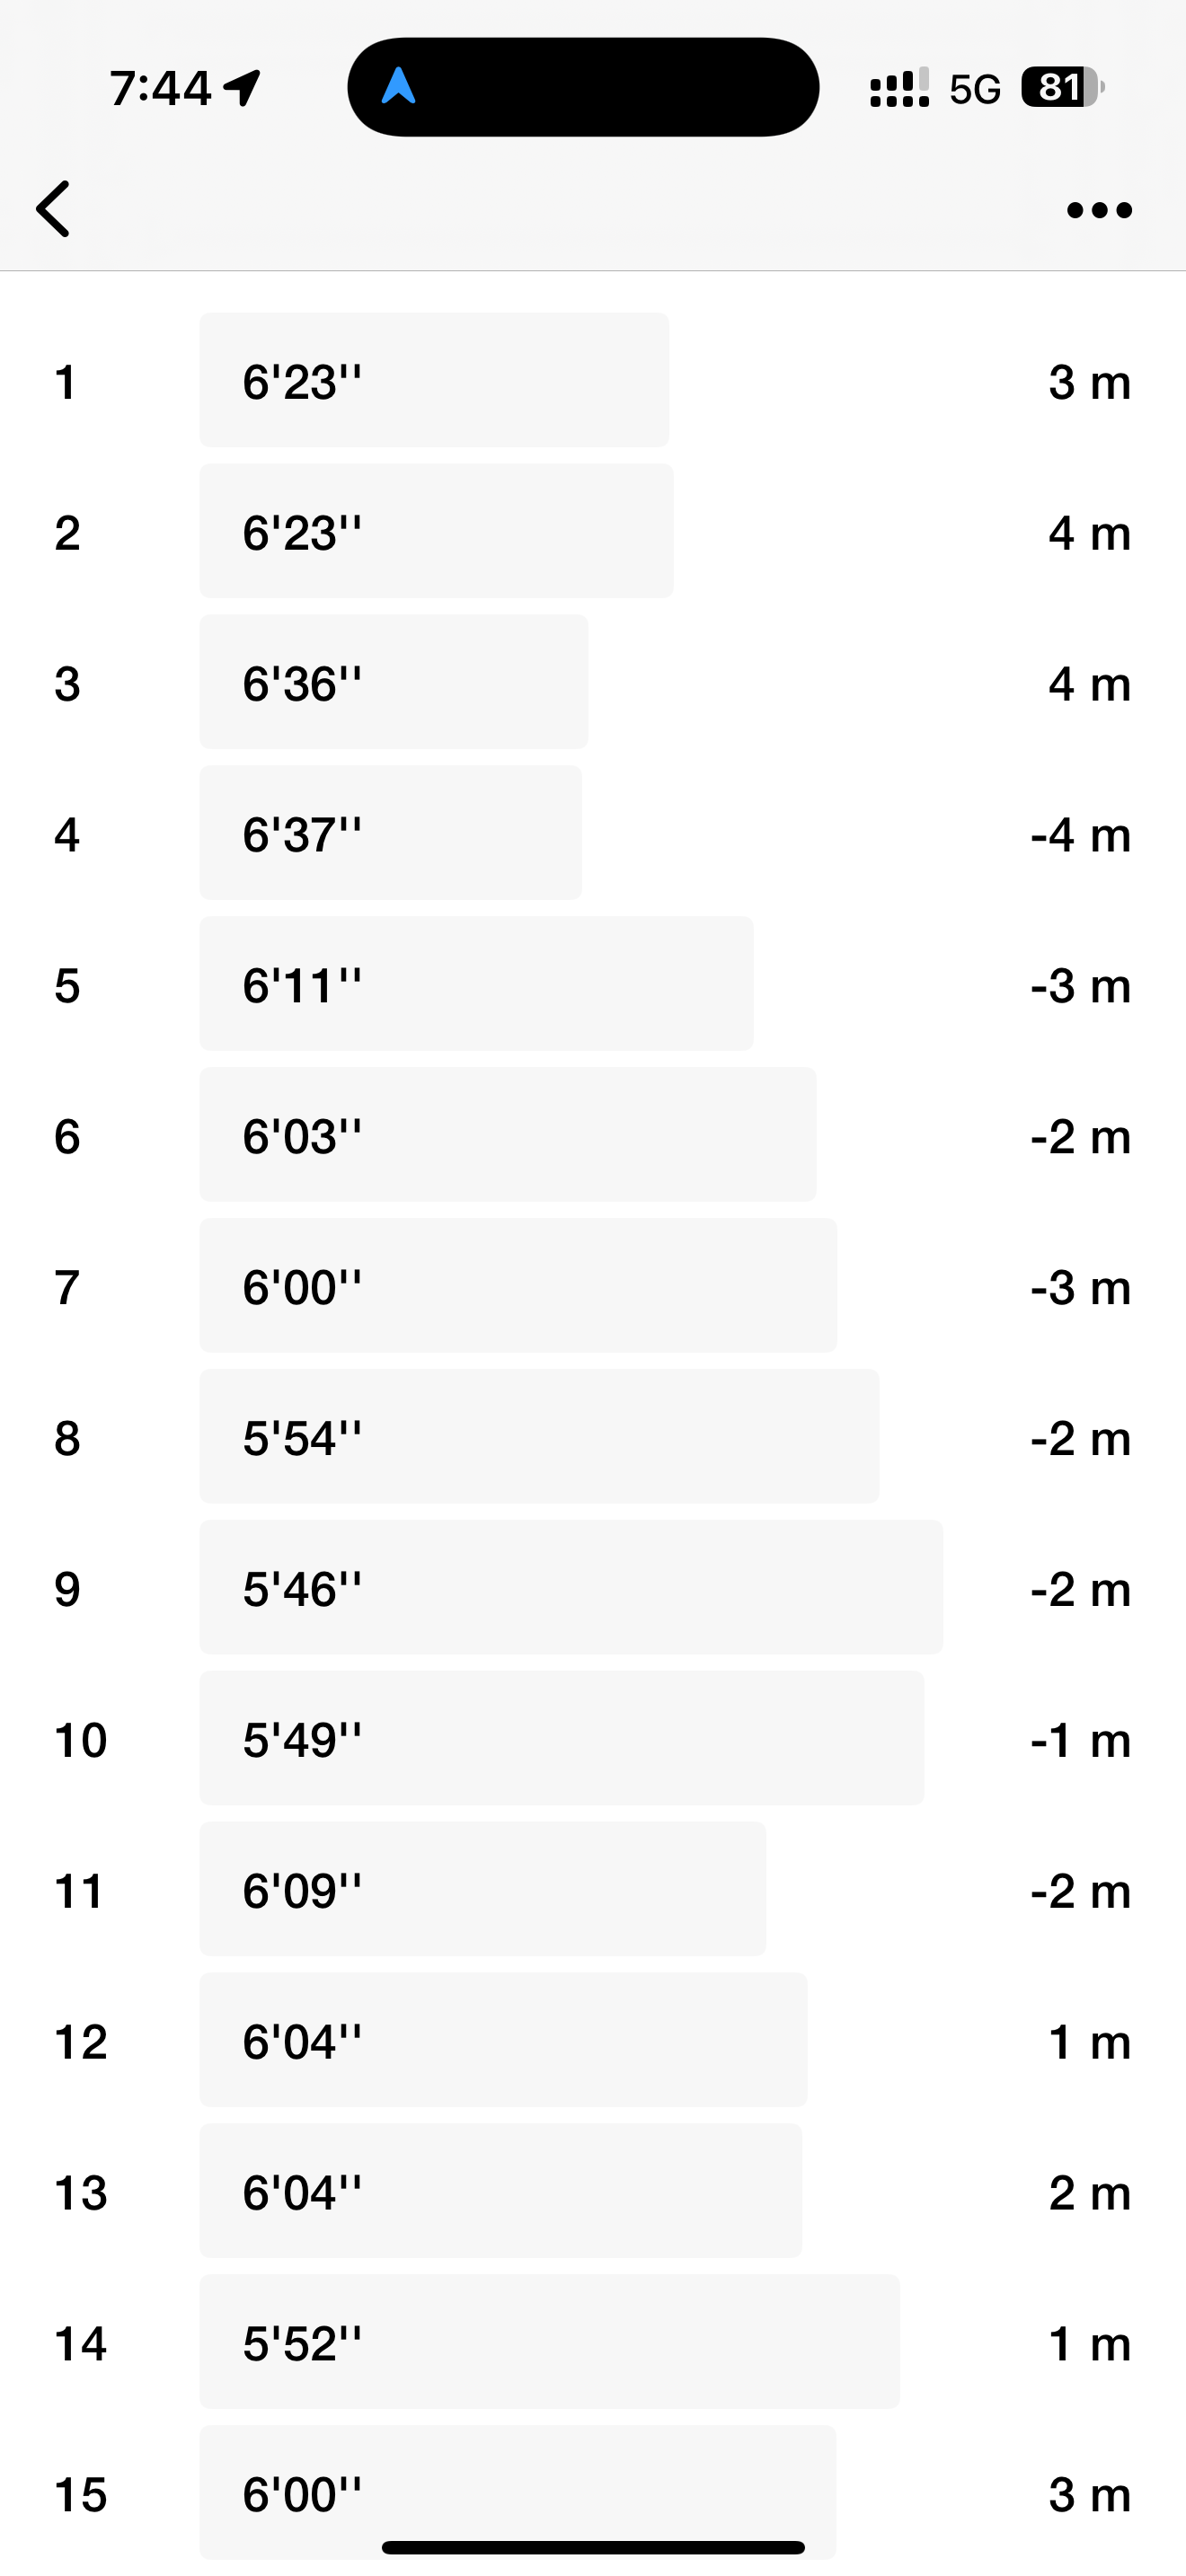 7:44 5G 81
1 6'23'' 3 m
2 6'23'' 4 m
3 6'36'' 4 m
4 6'37'' -4 m
5 6'11'' -3 m
6 6'03'' -2 m
7 6'00'' -3 m
8 5'54'' -2 m
9 5'46'' -2 m
10 5'49'' -1 m
11 6'09'' -2 m
12 6'04'' 1 m
13 6'04'' 2 m
14 5'52'' 1 m
15 6'00'' 3 m